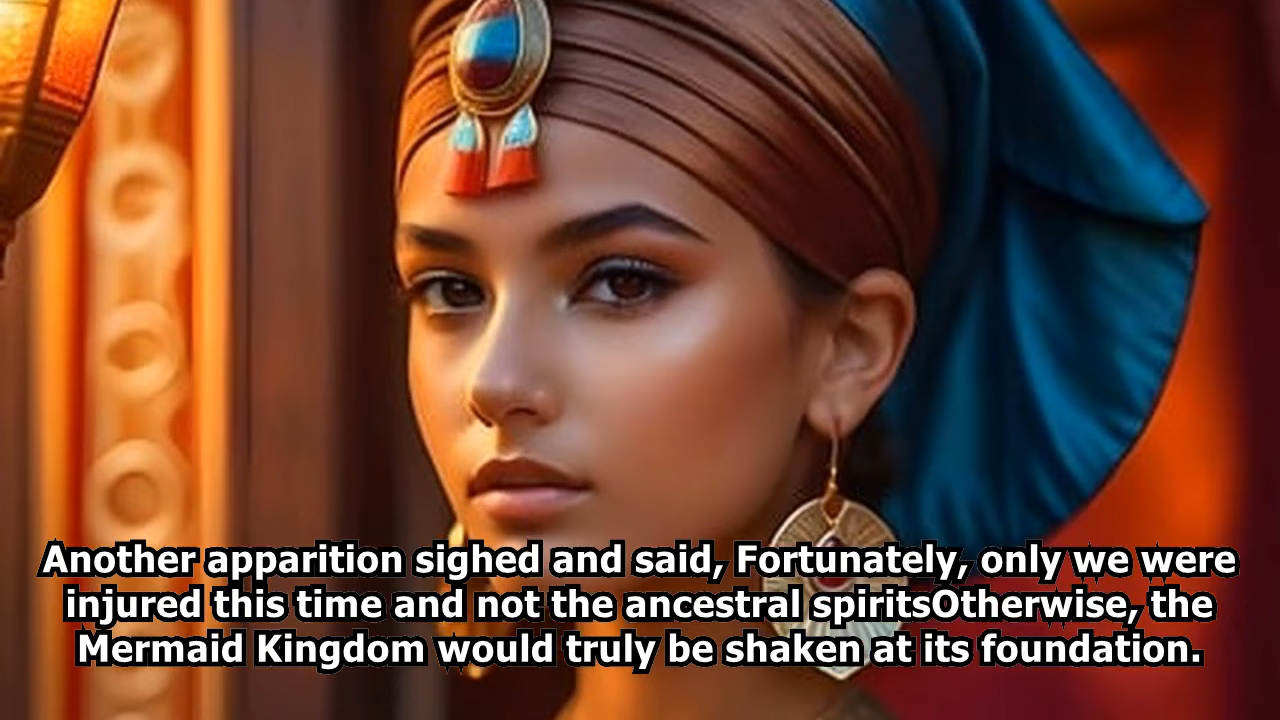 Another apparition sighed and said, Fortunately, only we were
injured this time and not the ancestral spiritsOtherwise, the
Mermaid Kingdom would truly be shaken at its foundation.